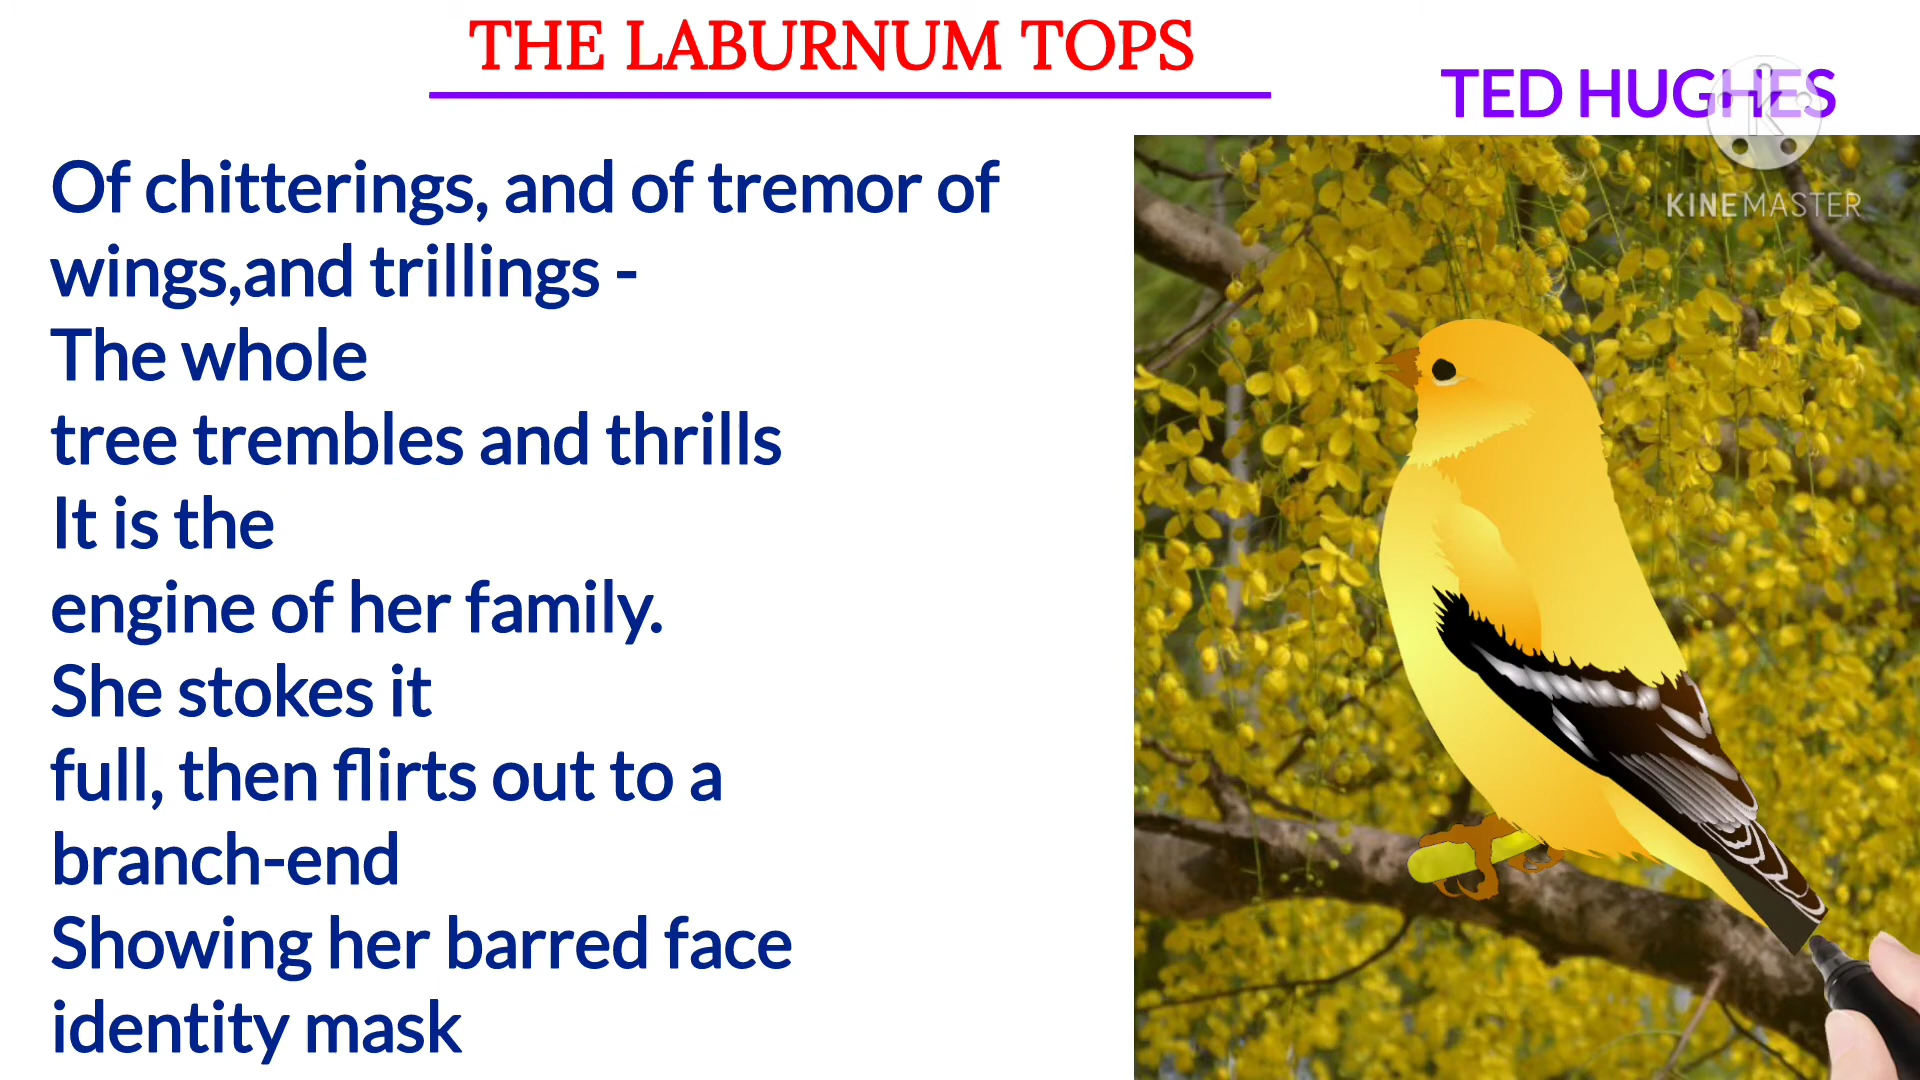 THE LABURNUM TOPS
TED HUGHES
KINEMASTER
Of chitterings, and of tremor of
wings,and trillings -
The whole
tree trembles and thrills
It is the
engine of her family.
She stokes it
full, then flirts out to a
branch-end
Showing her barred face
identity mask